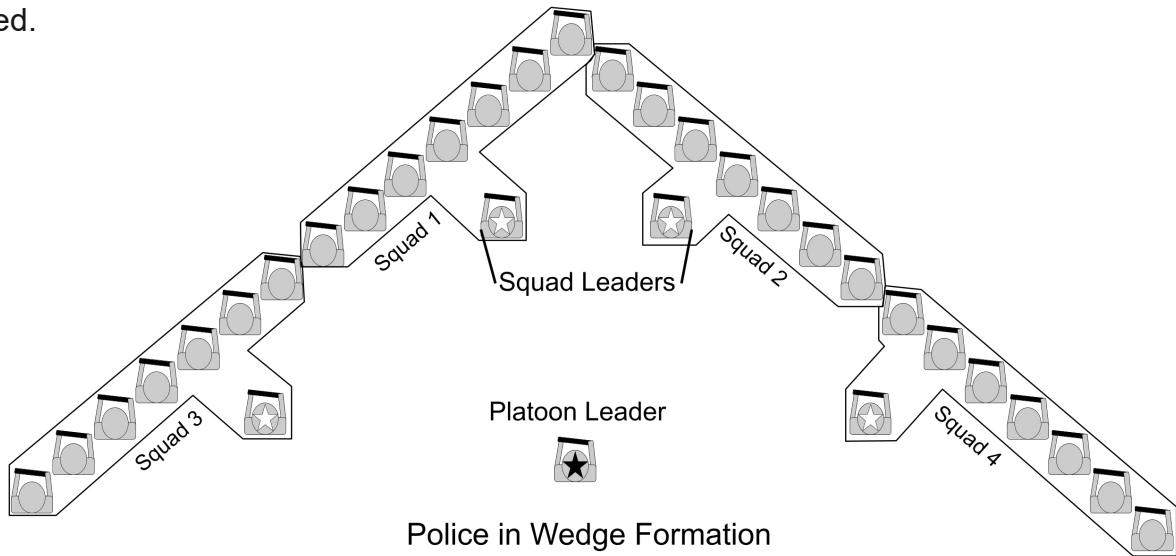 ed.
Squad 1
Squad 2
Squad Leaders
Squad 3
Platoon Leader
Squad 4
Police in Wedge Formation